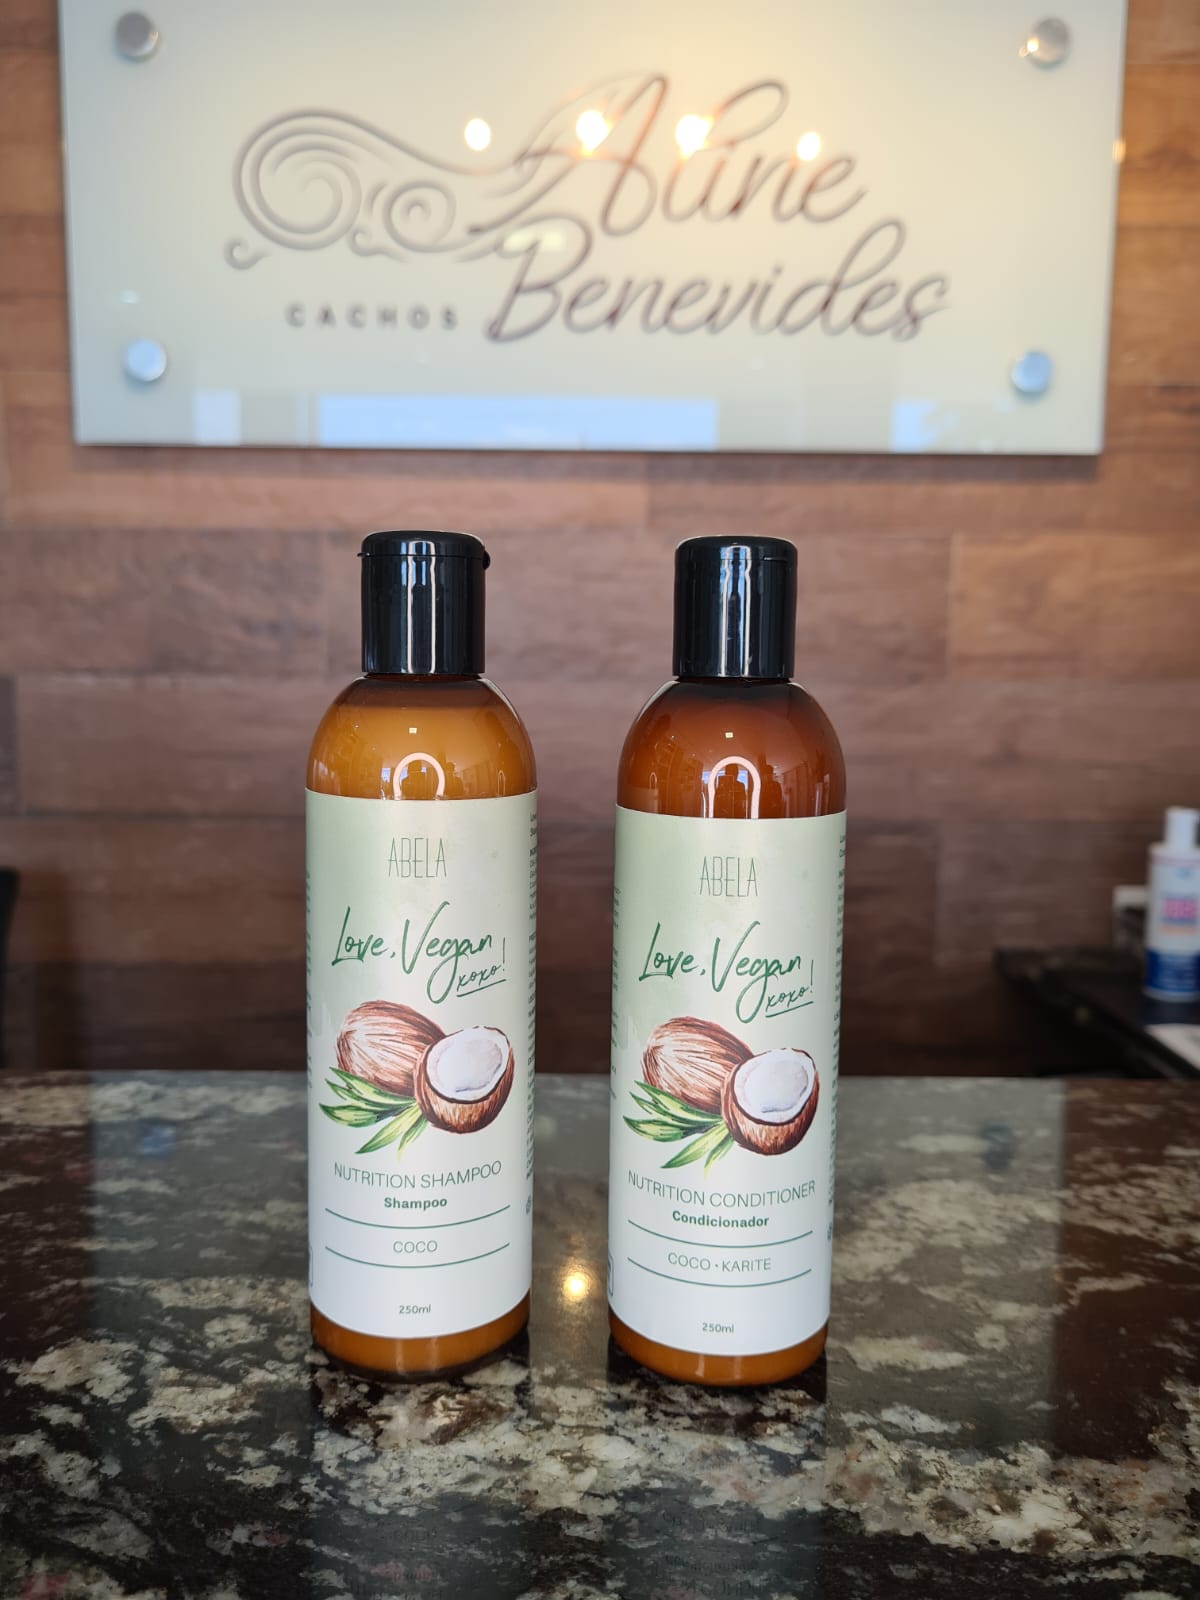 Aline
Benevides
CACHOS
ABELA
Love, Vegan
xoxo!
NUTRITION SHAMPOO
Shampoo
COCO
250ml
ABELA
Love, Vegan
xoxo!
NUTRITION CONDITIONER
Condicionador
COCO • KARITE
250ml